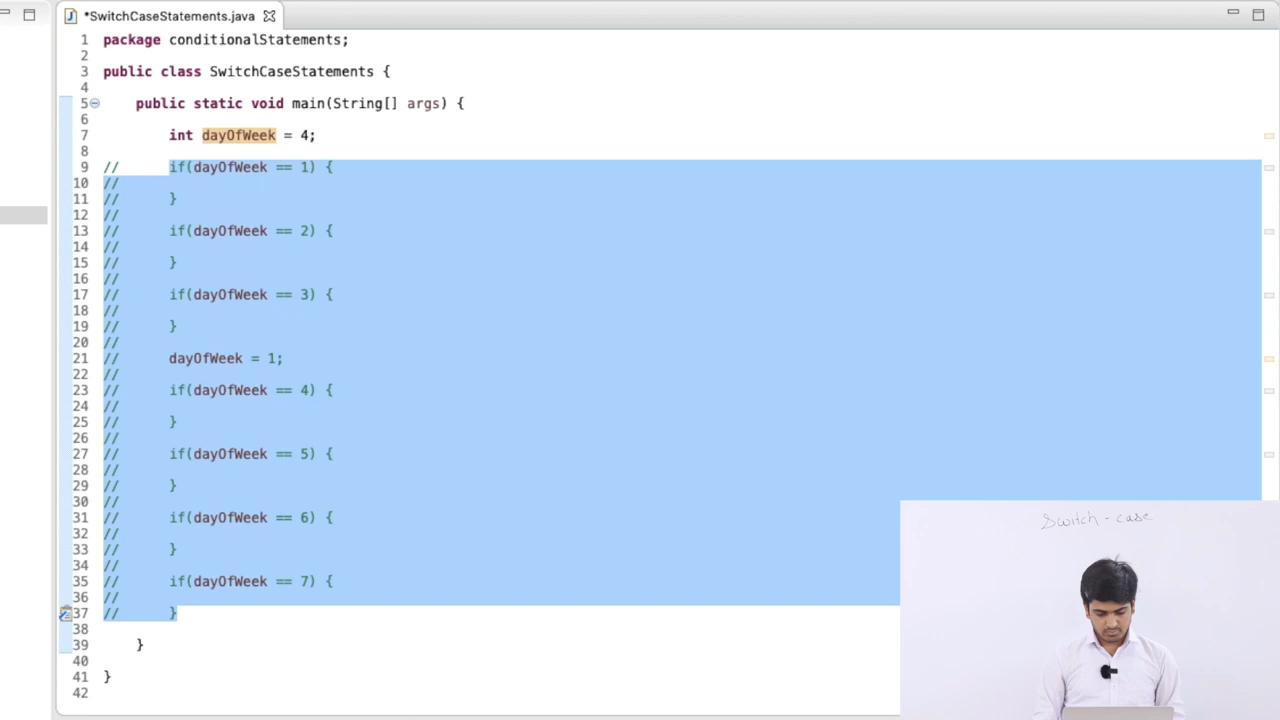 *SwitchCaseStatements.java
1 package conditionalStatements;
2
3 public class SwitchCaseStatements {
4
5 public static void main(String[] args) {
6
7 int dayOfWeek = 4;
8
9 // if(dayOfWeek == 1) {
10 //
11 // }
12 //
13 // if(dayOfWeek == 2) {
14 //
15 // }
16 //
17 // if(dayOfWeek == 3) {
18 //
19 // }
20 //
21 // dayOfWeek = 1;
22 //
23 // if(dayOfWeek == 4) {
24 //
25 // }
26 //
27 // if(dayOfWeek == 5) {
28 //
29 // }
30 //
31 // if(dayOfWeek == 6) {
32 //
33 // }
34 //
35 // if(dayOfWeek == 7) {
36 //
37 // }
38
39 }
40
41 }
42
Switch - case